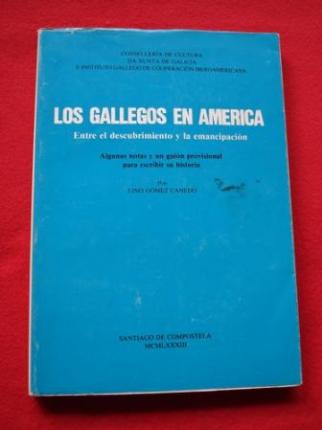 CONSELLERIA DE CULTURA
DA XUNTA DE GALICIA
E INSTITUTO GALLEGO DE COOPERACION IBEROAMERICANA
LOS GALLEGOS EN AMERICA
Entre el descubrimiento y la emancipación
Algunas notas y un guión provisional
para escribir su historia
Por
LINO GOMEZ CANEDO
SANTIAGO DE COMPOSTELA
MCMLXXXIII